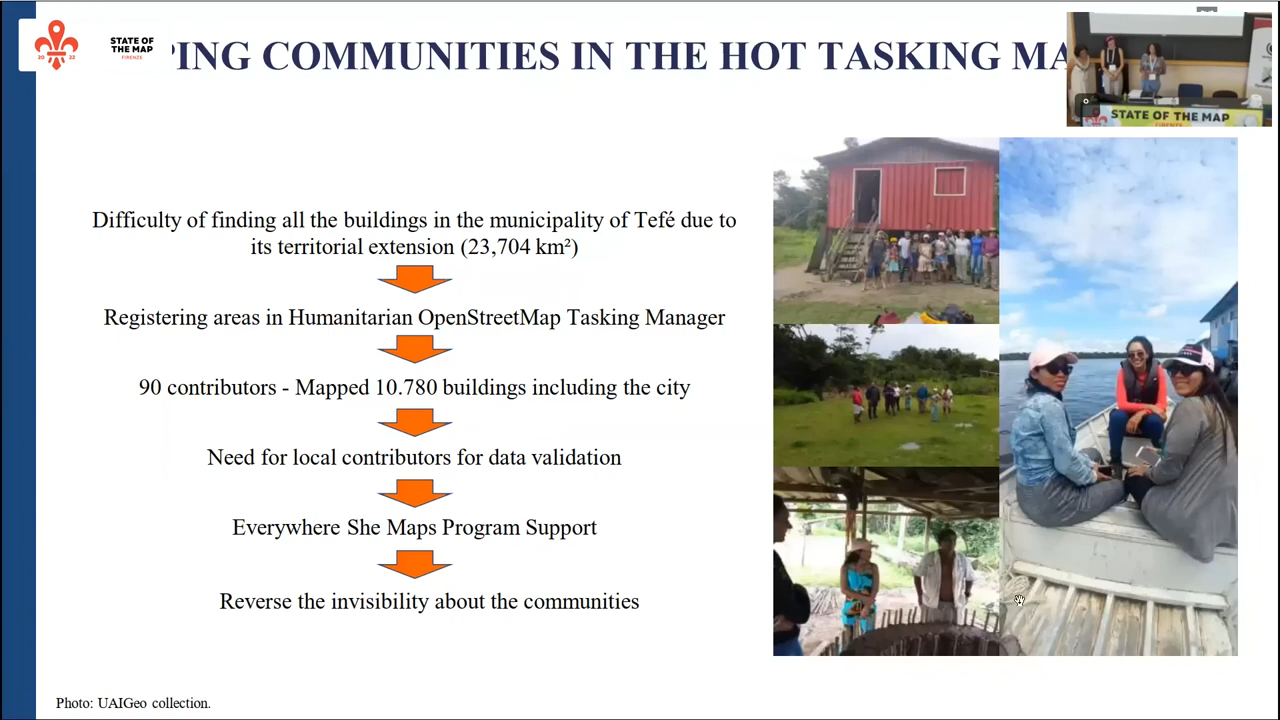 STATE OF
THE MAP
FIRENZE
2022
PING COMMUNITIES IN THE HOT TASKING MA
STATE OF THE MAP
FIRENZE
Difficulty of finding all the buildings in the municipality of Tefé due to
its territorial extension (23,704 km²)
Registering areas in Humanitarian OpenStreetMap Tasking Manager
90 contributors - Mapped 10.780 buildings including the city
Need for local contributors for data validation
Everywhere She Maps Program Support
Reverse the invisibility about the communities
Photo: UAIGeo collection.